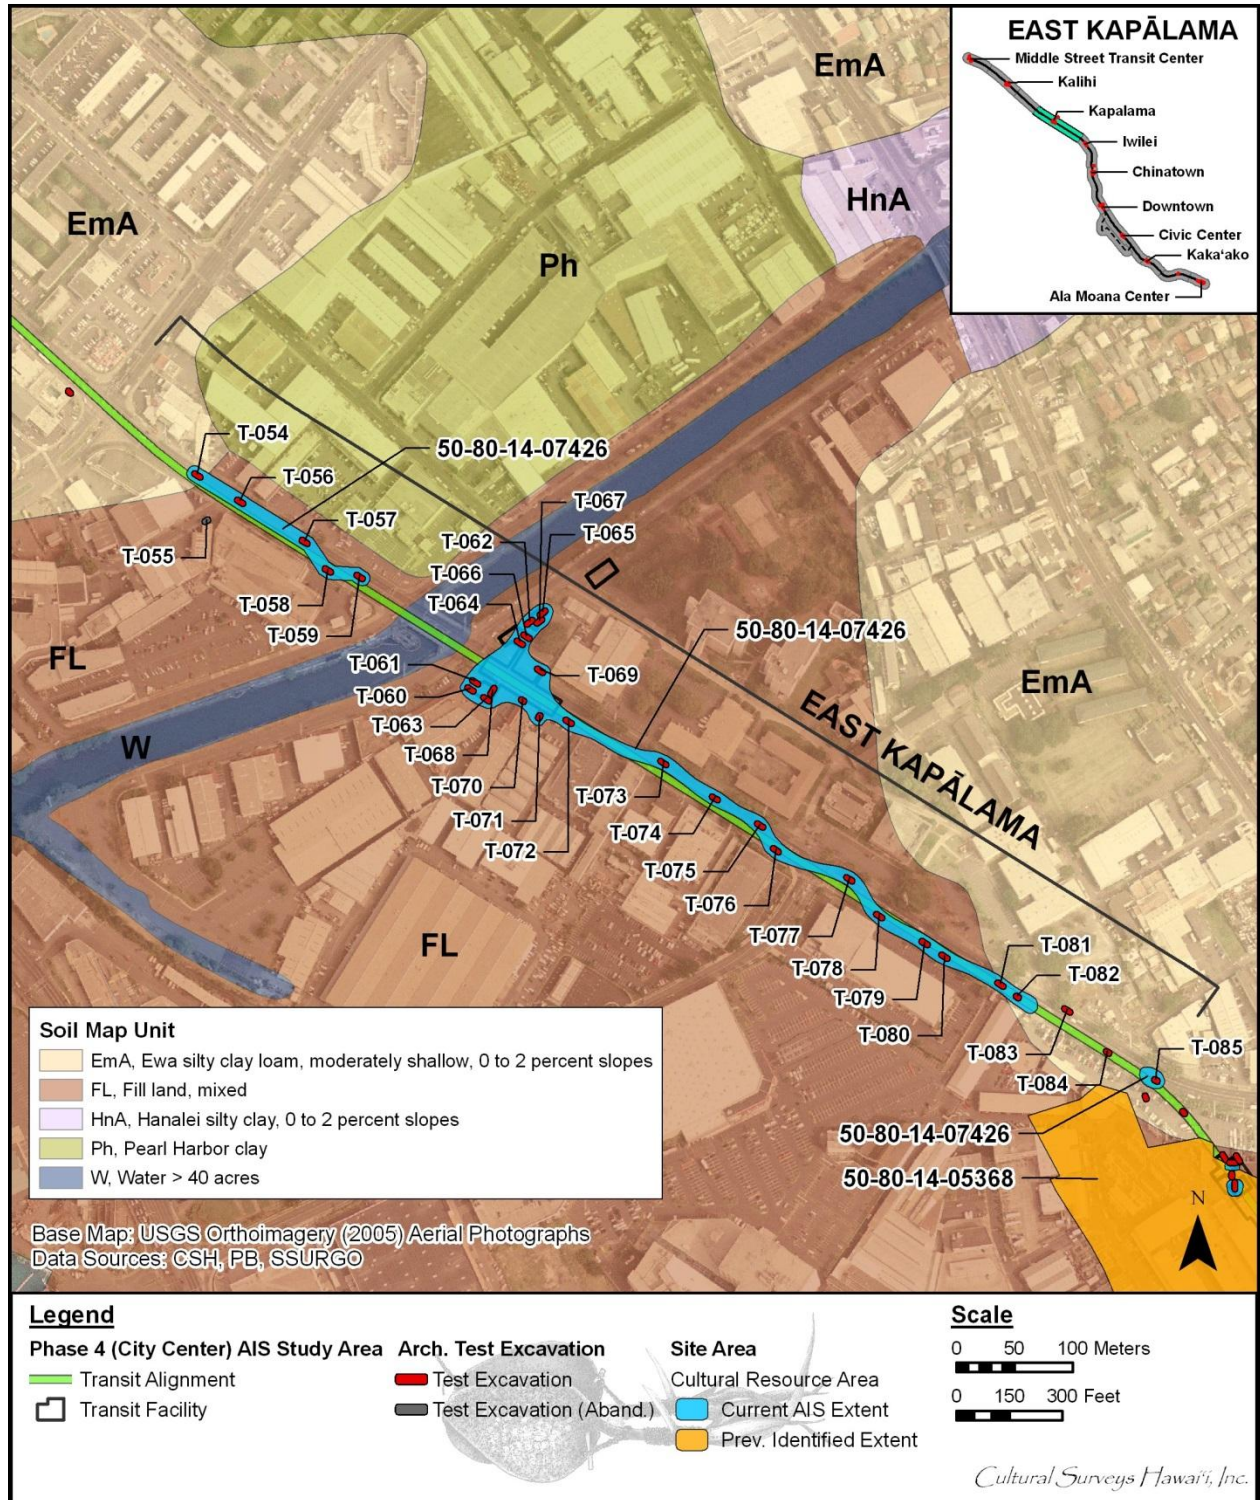 EAST KAPĀLAMA
Middle Street Transit Center
Kalihi
Kapalama
Iwilei
Chinatown
Downtown
Civic Center
Kaka‘ako
Ala Moana Center
EmA
HnA
EmA
Ph
T-054
50-80-14-07426
T-056
T-067
T-057
T-065
T-062
T-055
T-066
T-064
T-058
T-059
50-80-14-07426
FL
T-061
T-069
T-060
EmA
T-063
EAST KAPĀLAMA
W
T-068
T-070
T-073
T-071
T-074
T-072
T-075
T-076
T-077
FL
T-081
T-078
T-082
T-079
T-080
T-083
T-085
T-084
50-80-14-07426
50-80-14-05368
N
Soil Map Unit
EmA, Ewa silty clay loam, moderately shallow, 0 to 2 percent slopes
FL, Fill land, mixed
HnA, Hanalei silty clay, 0 to 2 percent slopes
Ph, Pearl Harbor clay
W, Water > 40 acres
Base Map: USGS Orthoimagery (2005) Aerial Photographs
Data Sources: CSH, PB, SSURGO
Legend
Phase 4 (City Center) AIS Study Area
Transit Alignment
Transit Facility
Arch. Test Excavation
Test Excavation
Test Excavation (Aband.)
Site Area
Cultural Resource Area
Current AIS Extent
Prev. Identified Extent
Scale
0 50 100 Meters
0 150 300 Feet
Cultural Surveys Hawai‘i, Inc.